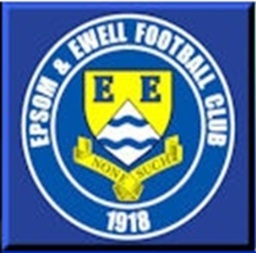 EPSOM & EWELL FOOTBALL CLUB
E E
NONE SUCH
1918